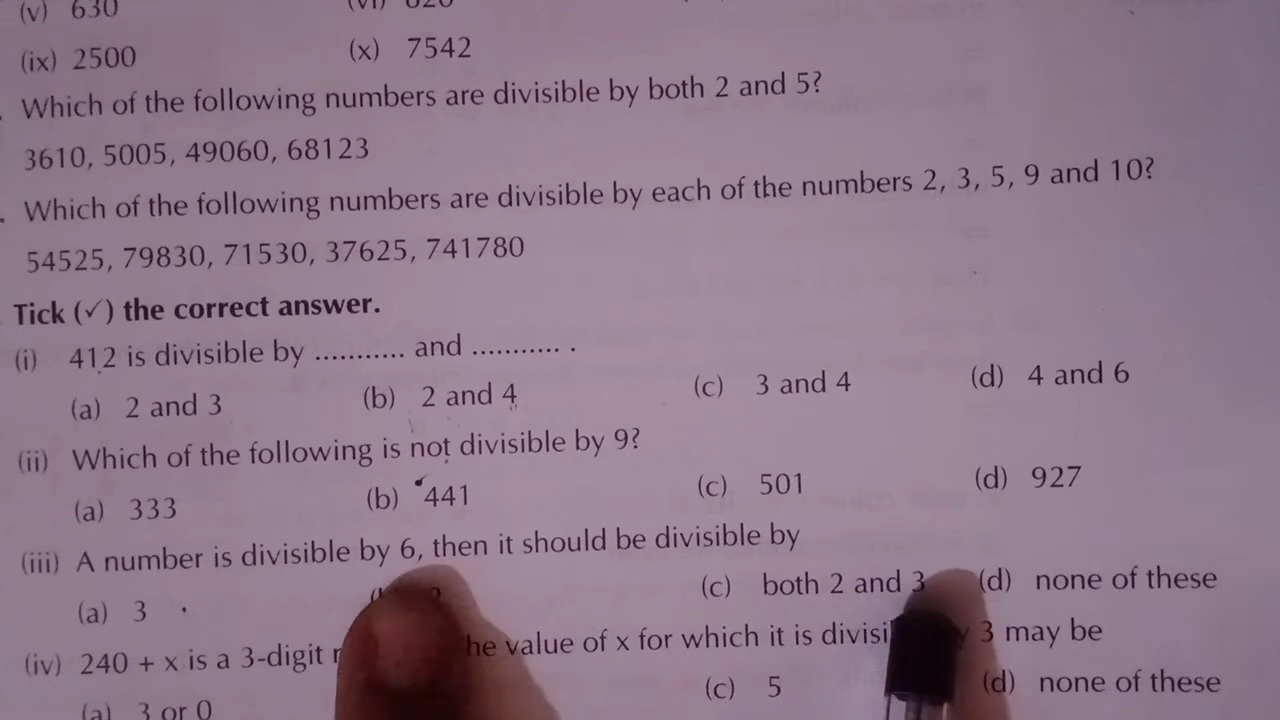 (v) 630
(ix) 2500 (x) 7542
Which of the following numbers are divisible by both 2 and 5?
3610, 5005, 49060, 68123
Which of the following numbers are divisible by each of the numbers 2, 3, 5, 9 and 10?
54525, 79830, 71530, 37625, 741780
Tick (✓) the correct answer.
(i) 412 is divisible by ........... and ........... .
(a) 2 and 3 (b) 2 and 4 (c) 3 and 4 (d) 4 and 6
(ii) Which of the following is not divisible by 9?
(a) 333 (b) 441 (c) 501 (d) 927
(iii) A number is divisible by 6, then it should be divisible by
(a) 3 (c) both 2 and 3 (d) none of these
(iv) 240 + x is a 3-digit the value of x for which it is 3 may be
(a) 3 or 0 (c) 5 (d) none of these